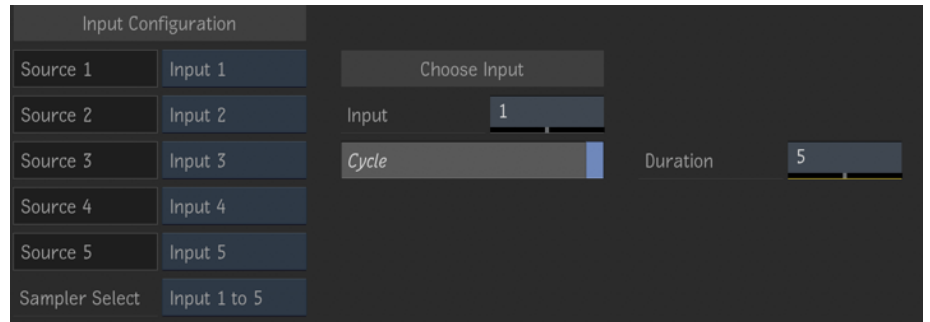 Input Configuration
Source 1 Input 1 Choose Input
Source 2 Input 2 Input 1
Source 3 Input 3 Cycle Duration 5
Source 4 Input 4
Source 5 Input 5
Sampler Select Input 1 to 5